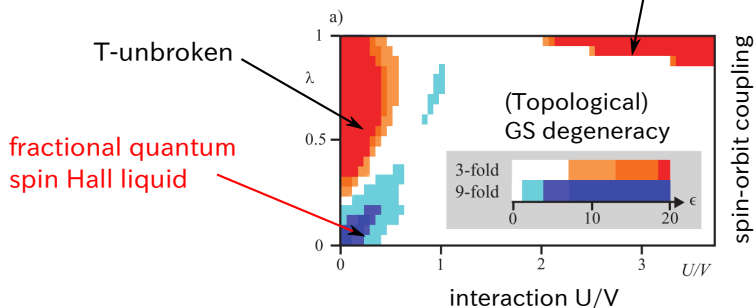 a)
T-unbroken
1
λ
0.5
0
fractional quantum
spin Hall liquid
(Topological)
GS degeneracy
3-fold
9-fold
0 10 20 ϵ
0 1 2 3 U/V
interaction U/V
spin-orbit coupling